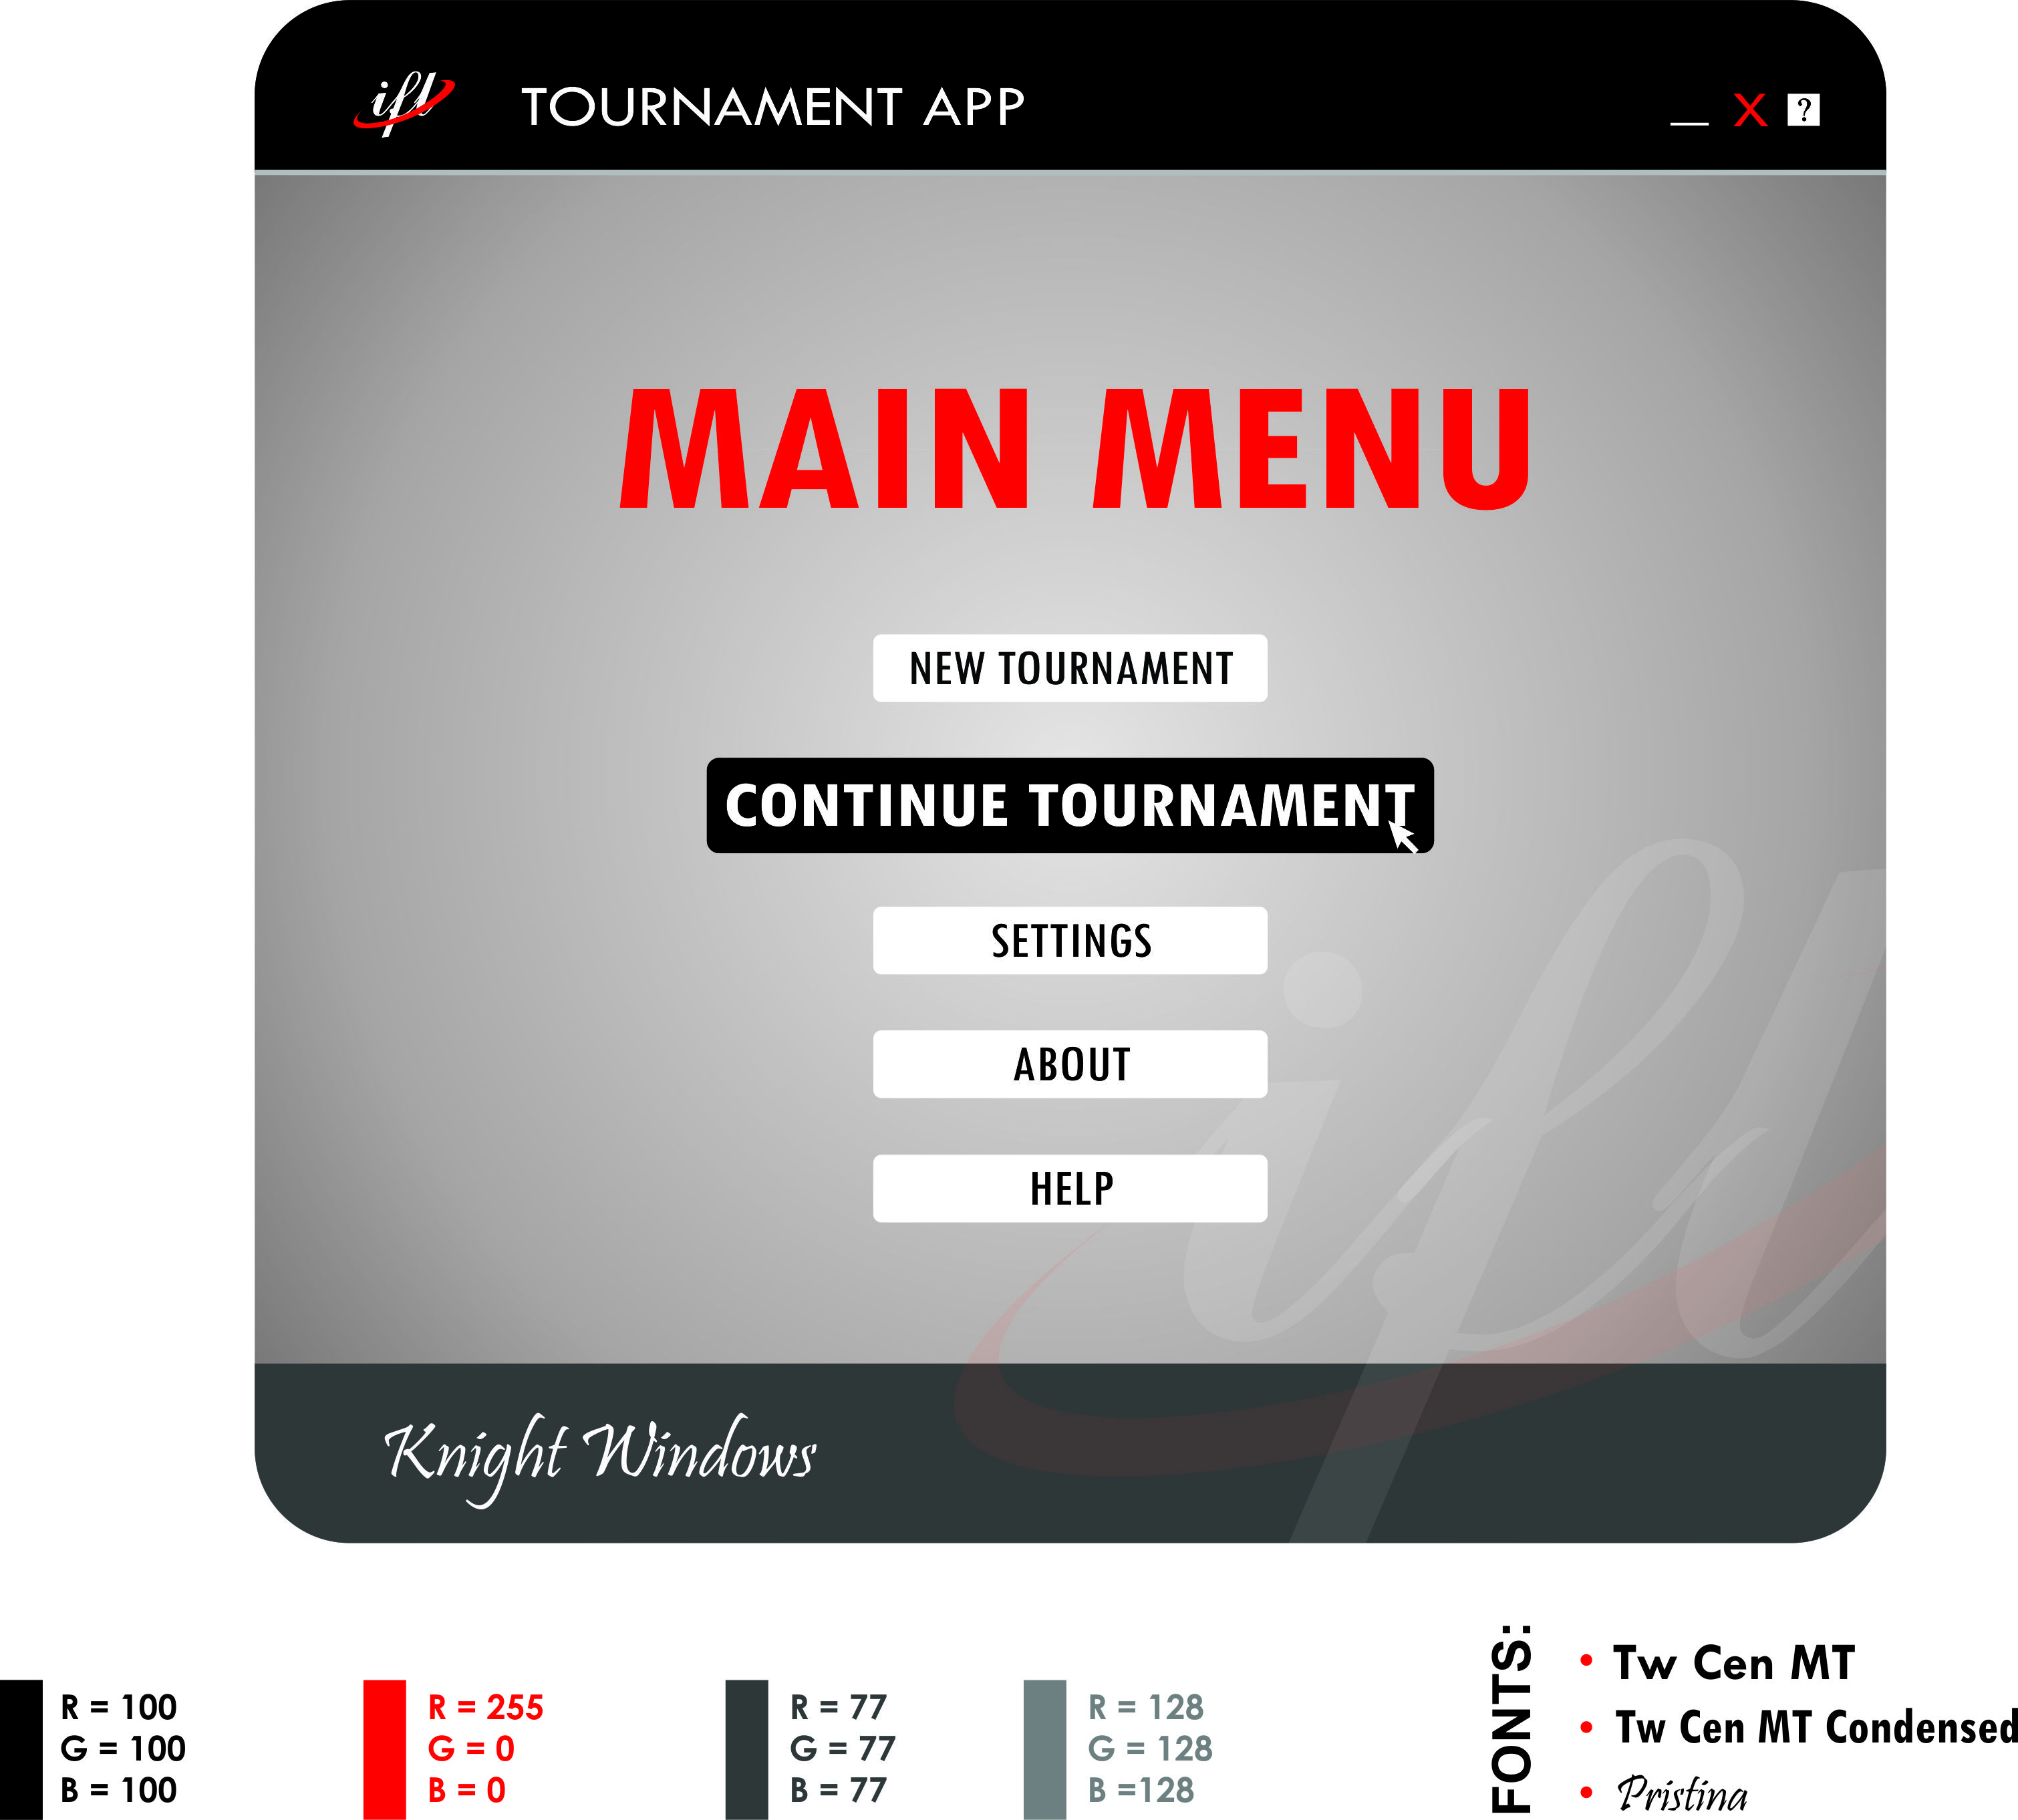 ifl TOURNAMENT APP _ X ?
MAIN MENU
NEW TOURNAMENT
CONTINUE TOURNAMENT
SETTINGS
ABOUT
HELP
ifl
Knight Windows
R = 100
G = 100
B = 100
R = 255
G = 0
B = 0
R = 77
G = 77
B = 77
R = 128
G = 128
B =128
FONTS:
• Tw Cen MT
• Tw Cen MT Condensed
• Pristina